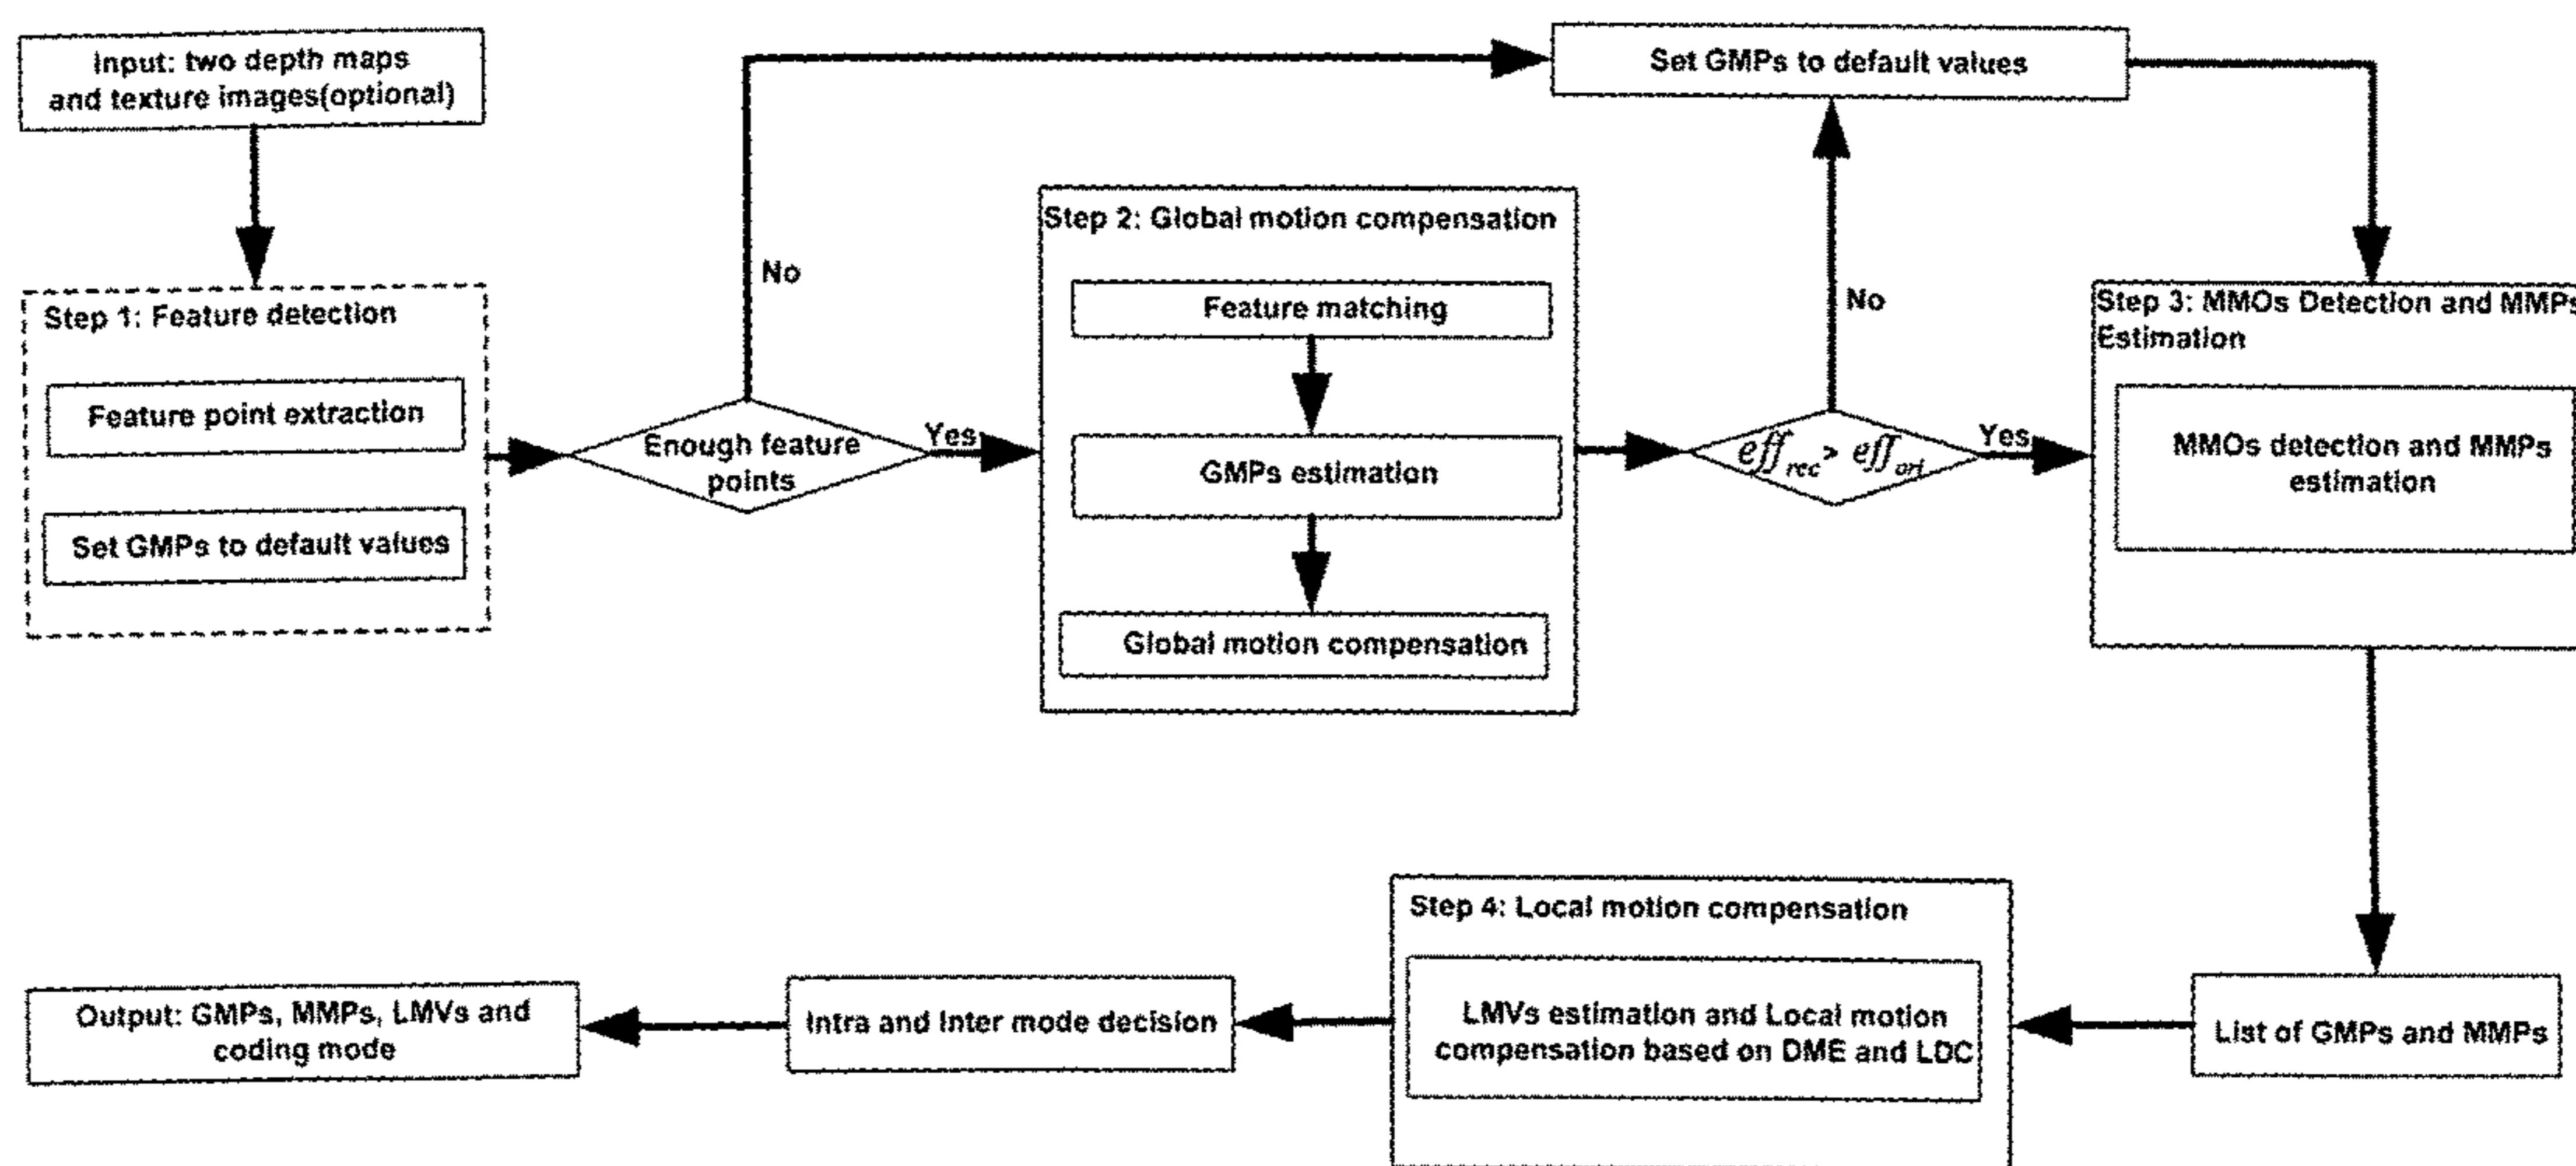 Input: two depth maps
and texture images(optional)
Set GMPs to default values
Step 1: Feature detection
Feature point extraction
Set GMPs to default values
No
Enough feature
points
Yes
Step 2: Global motion compensation
Feature matching
GMPs estimation
Global motion compensation
No
eff_rec > eff_ori
Yes
Step 3: MMOs Detection and MMPs
Estimation
MMOs detection and MMPs
estimation
List of GMPs and MMPs
Step 4: Local motion compensation
LMVs estimation and Local motion
compensation based on DME and LDC
Intra and Inter mode decision
Output: GMPs, MMPs, LMVs and
coding mode